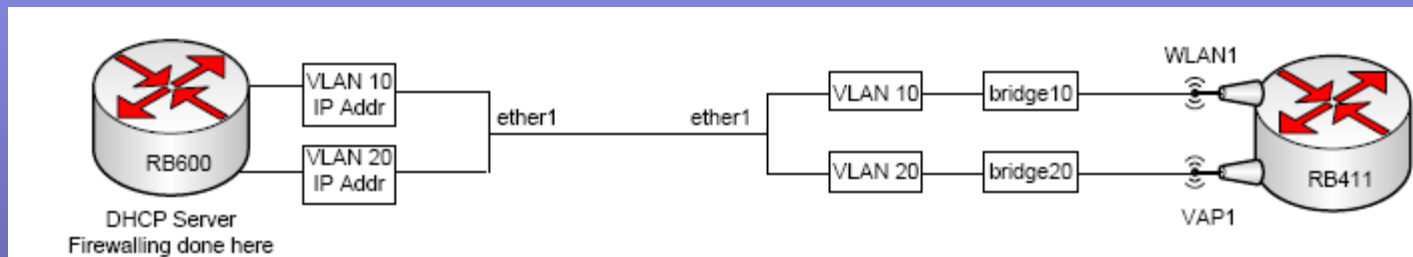 RB600
DHCP Server
Firewalling done here
VLAN 10
IP Addr
VLAN 20
IP Addr
ether1
ether1
VLAN 10
bridge10
VLAN 20
bridge20
WLAN1
VAP1
RB411